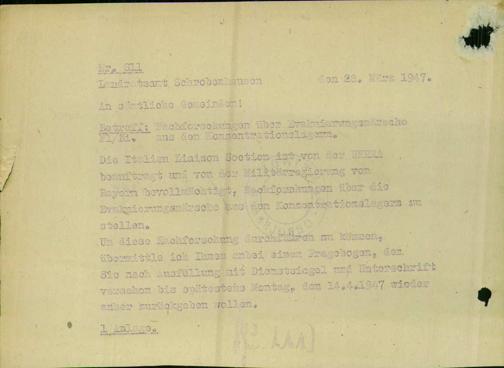 Nr. 811
Landratsamt Schrobenhausen den 28. März 1947.
An sämtliche Gemeinden!
Betreff: Nachforschungen über Evakuierungsmärsche
Fl/Ri. aus den Konzentrationslagern.
Die Italien Liaison Section ist von der UNRRA
beauftragt und von der Militärregierung von
Bayern bevollmächtigt, Nachforschungen über die
Evakuierungsmärsche aus den Konzentrationslagern zu
stellen.
Um diese Nachforschung durchführen zu können,
übermittle ich Ihnen anbei einen Fragebogen, den
Sie nach Ausfüllung mit Dienstsiegel und Unterschrift
versehen bis spätestens Montag, den 14.4.1947 wieder
anher zurückgeben wollen.
1 Anlage.